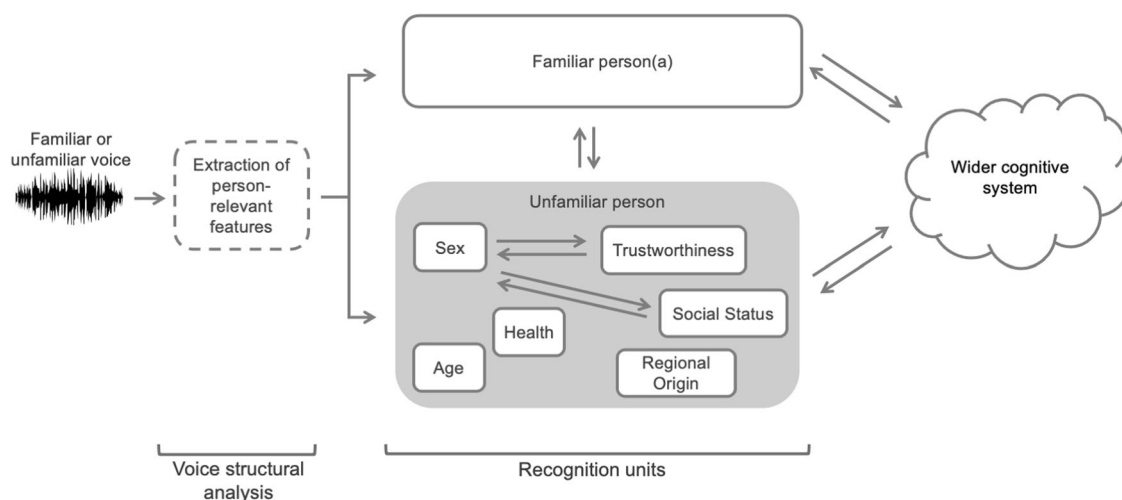 Familiar or
unfamiliar voice
Extraction of
person-
relevant
features
Familiar person(a)
Unfamiliar person
Sex
Trustworthiness
Social Status
Health
Age
Regional
Origin
Wider cognitive
system
Voice structural
analysis
Recognition units